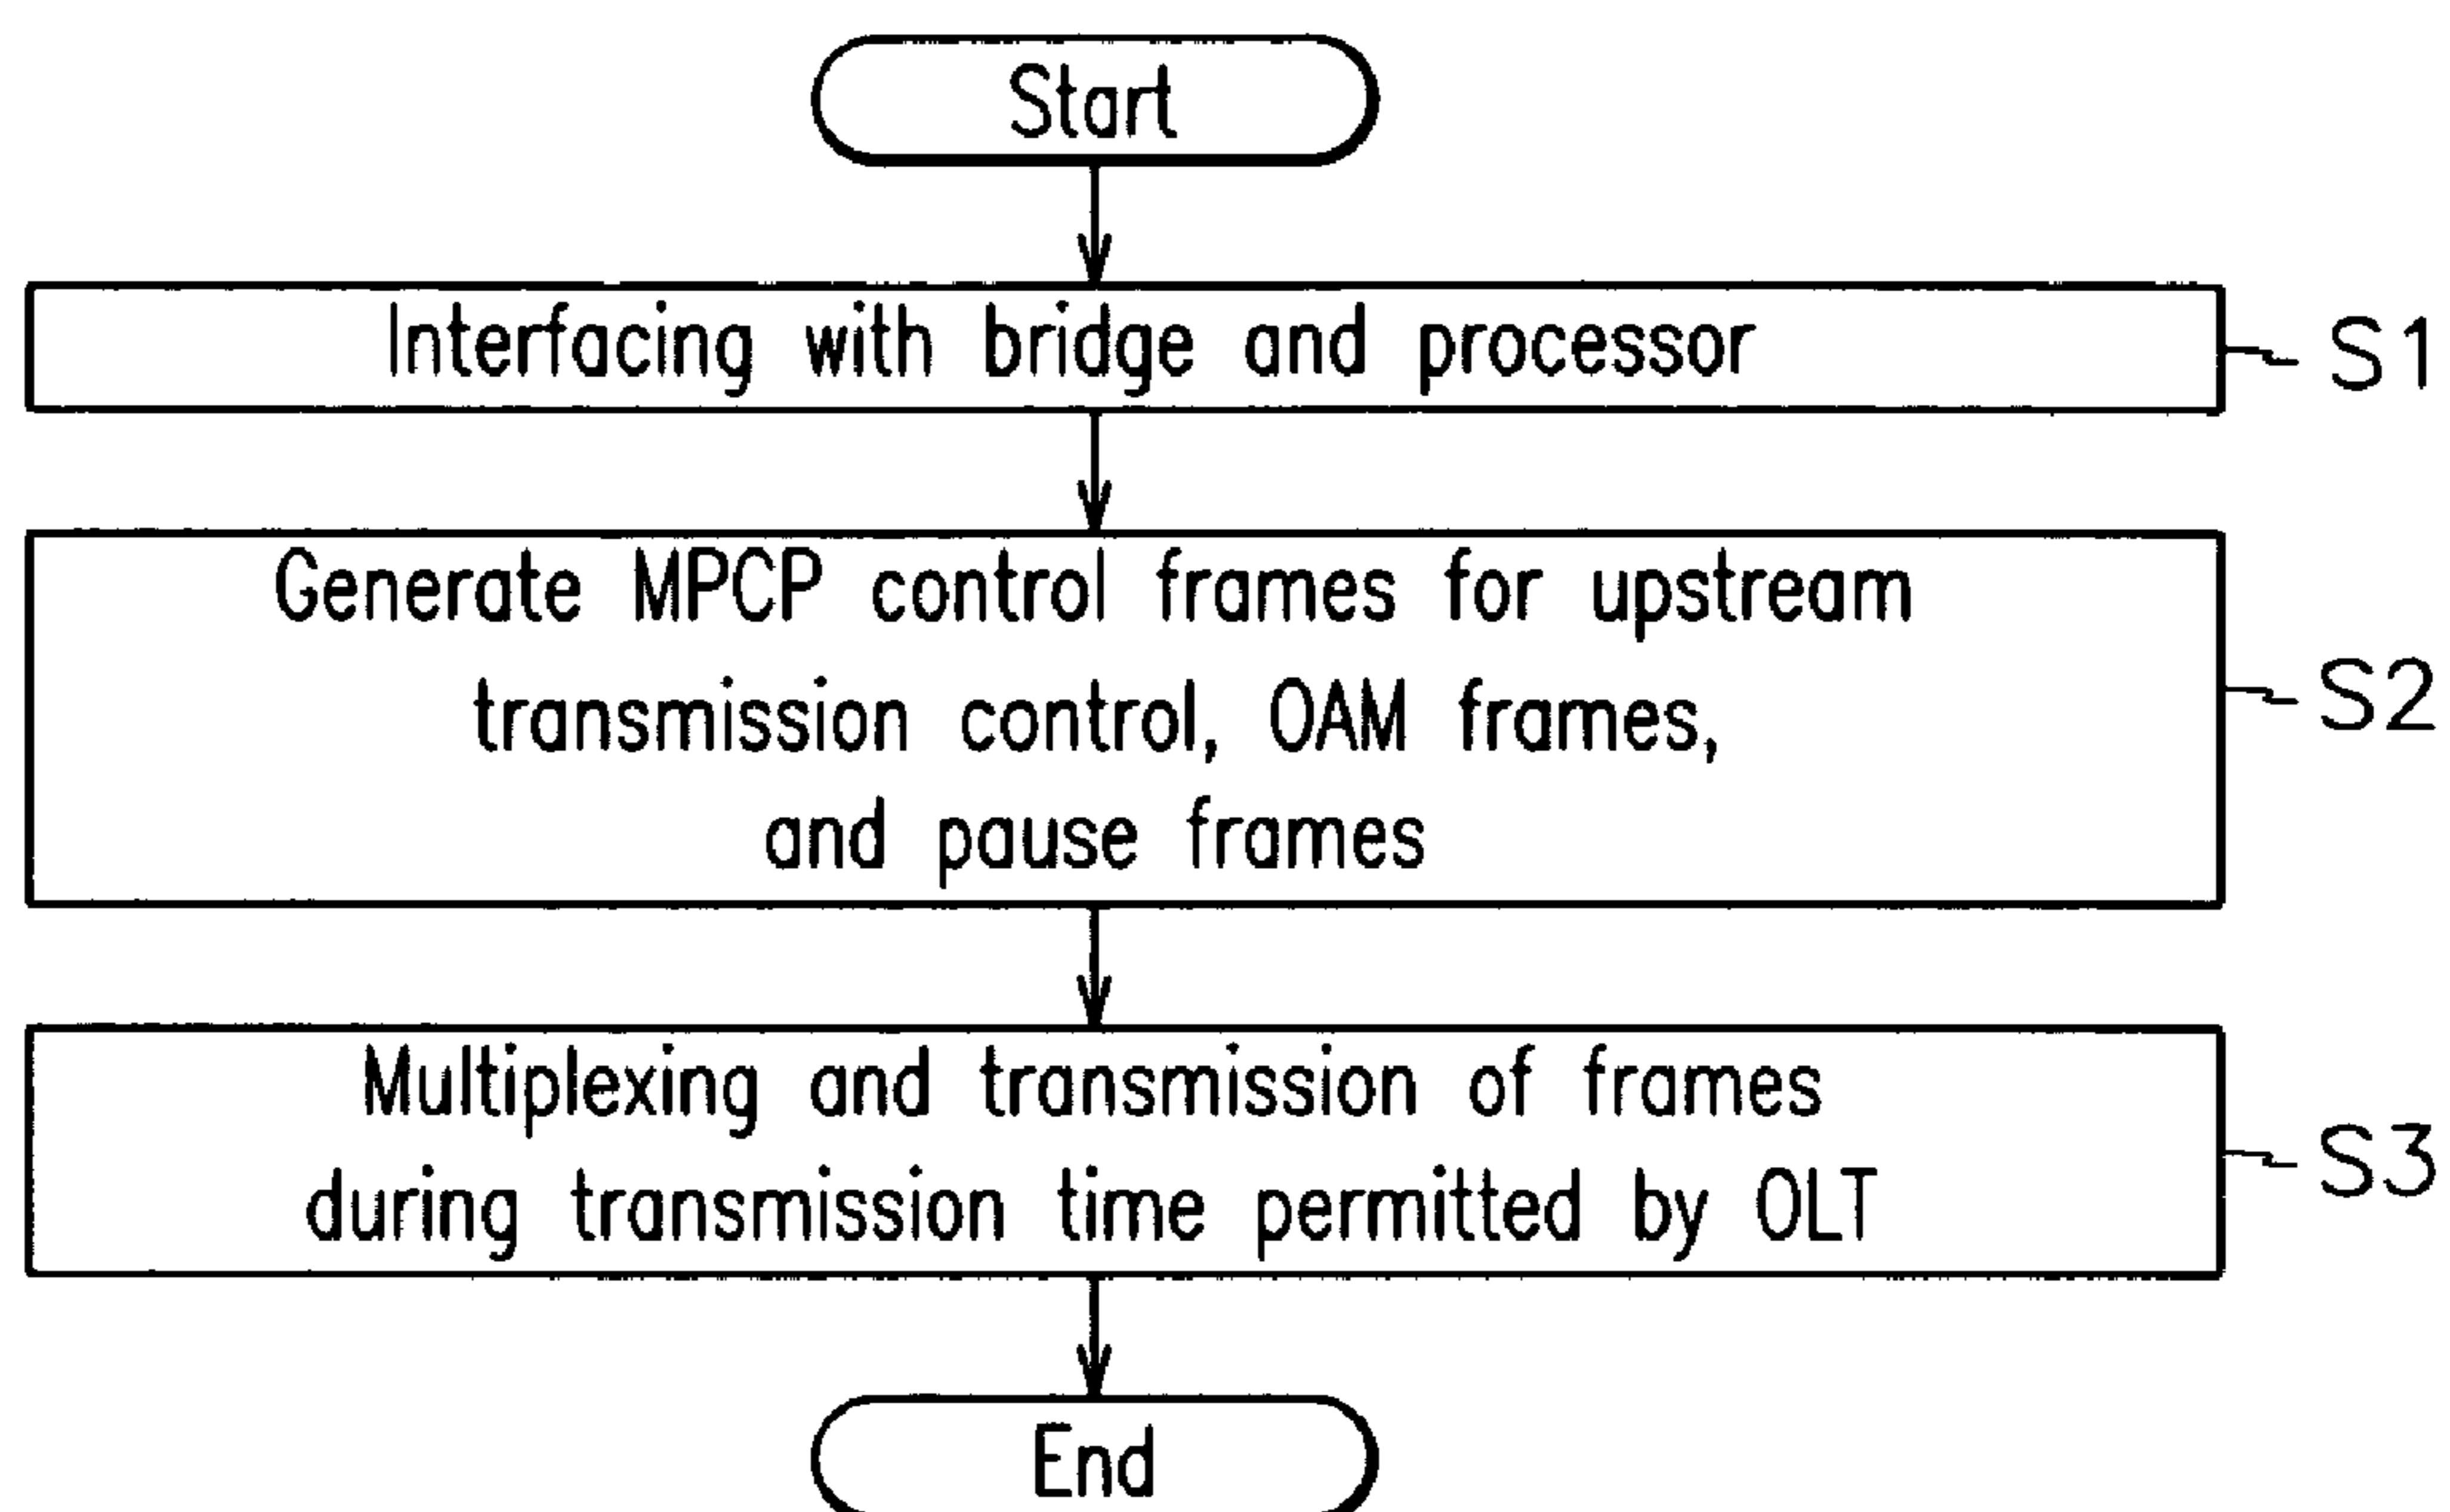 Start
Interfacing with bridge and processor
S1
Generate MPCP control frames for upstream
transmission control, OAM frames,
and pause frames
S2
Multiplexing and transmission of frames
during transmission time permitted by OLT
S3
End